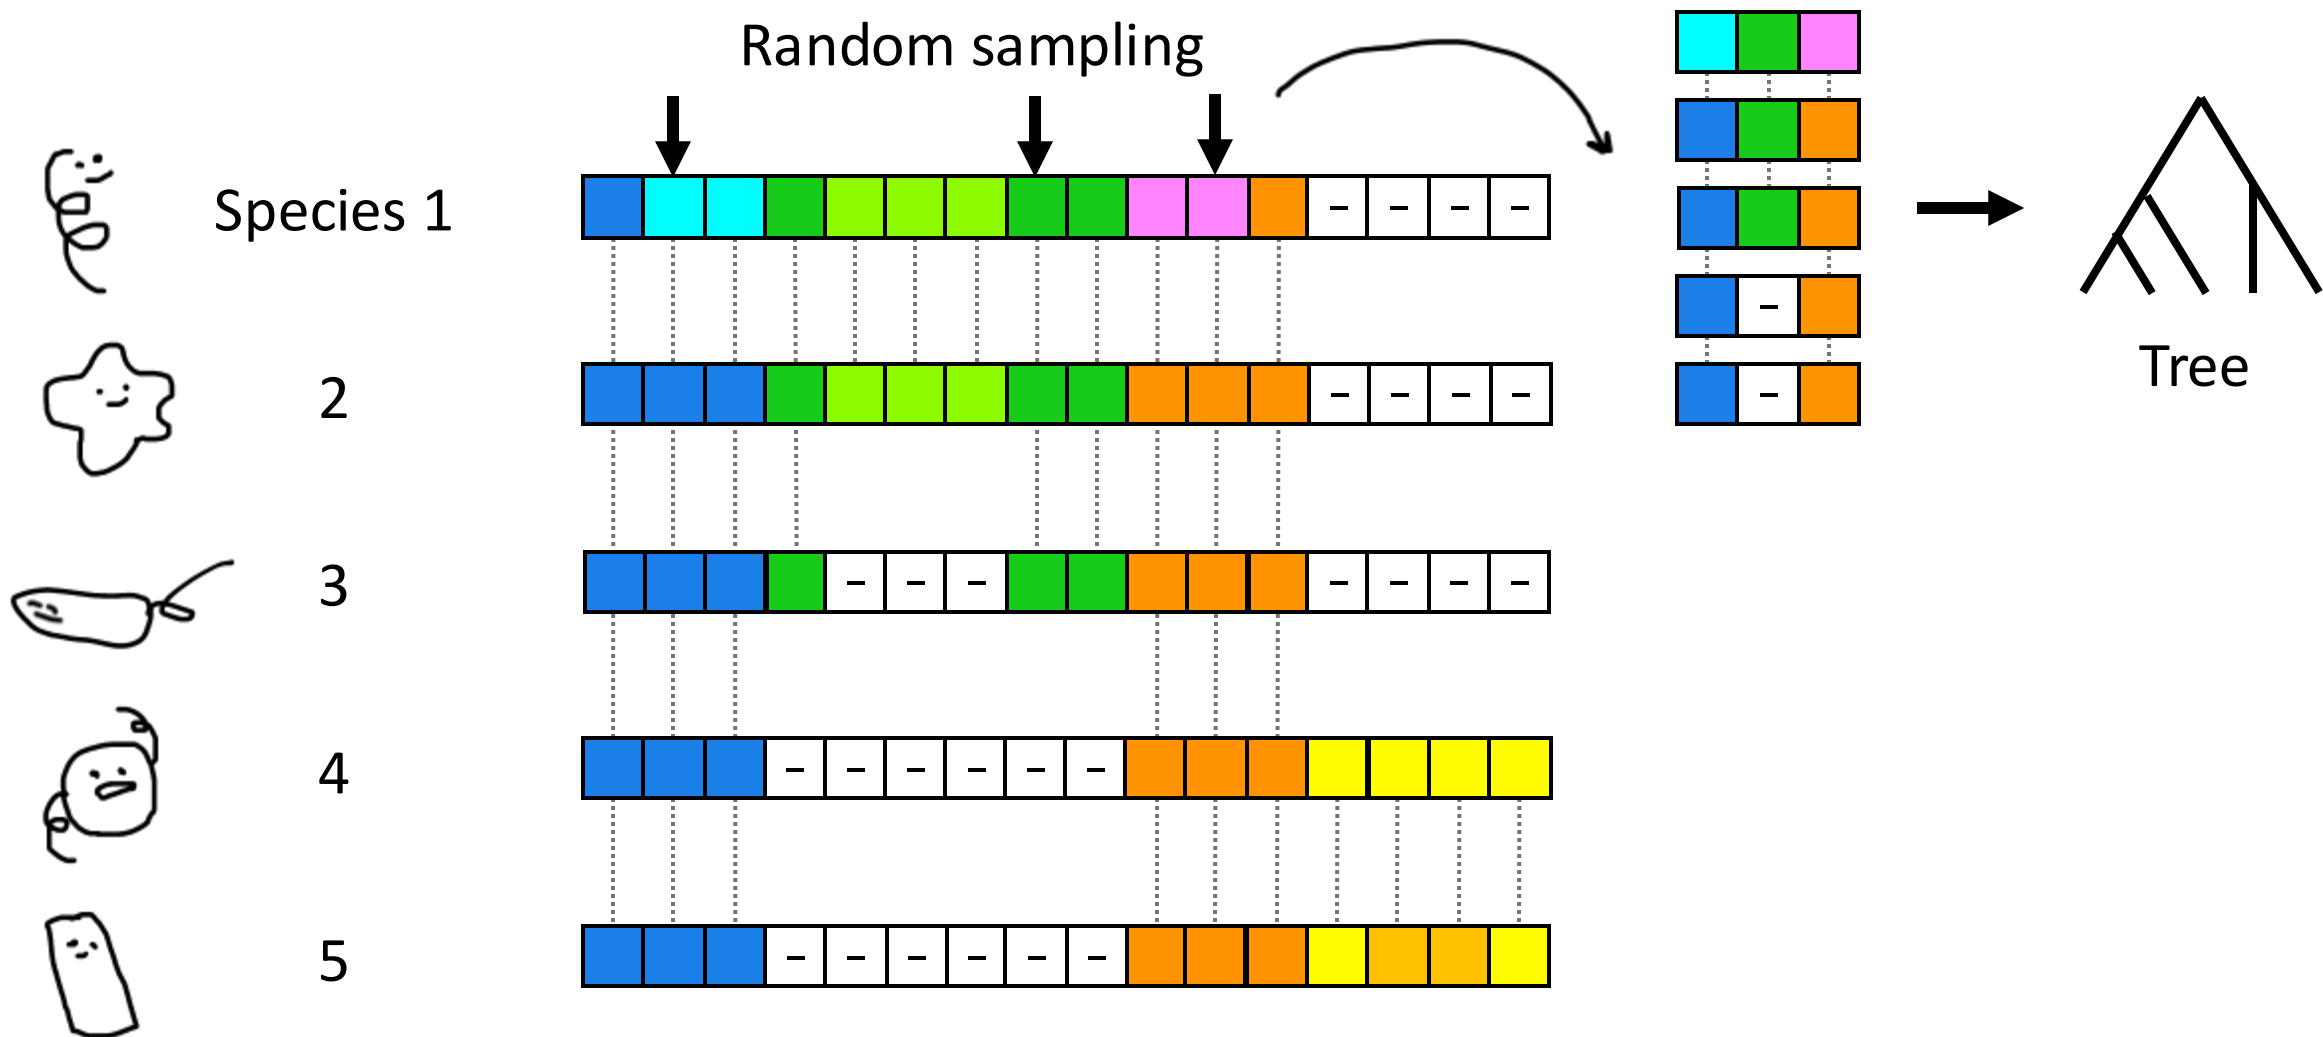 Random sampling
Species 1 - - - -
2 - - - -
3 - - - - - - -
4 - - - - - -
5 - - - - - -
-
-
Tree